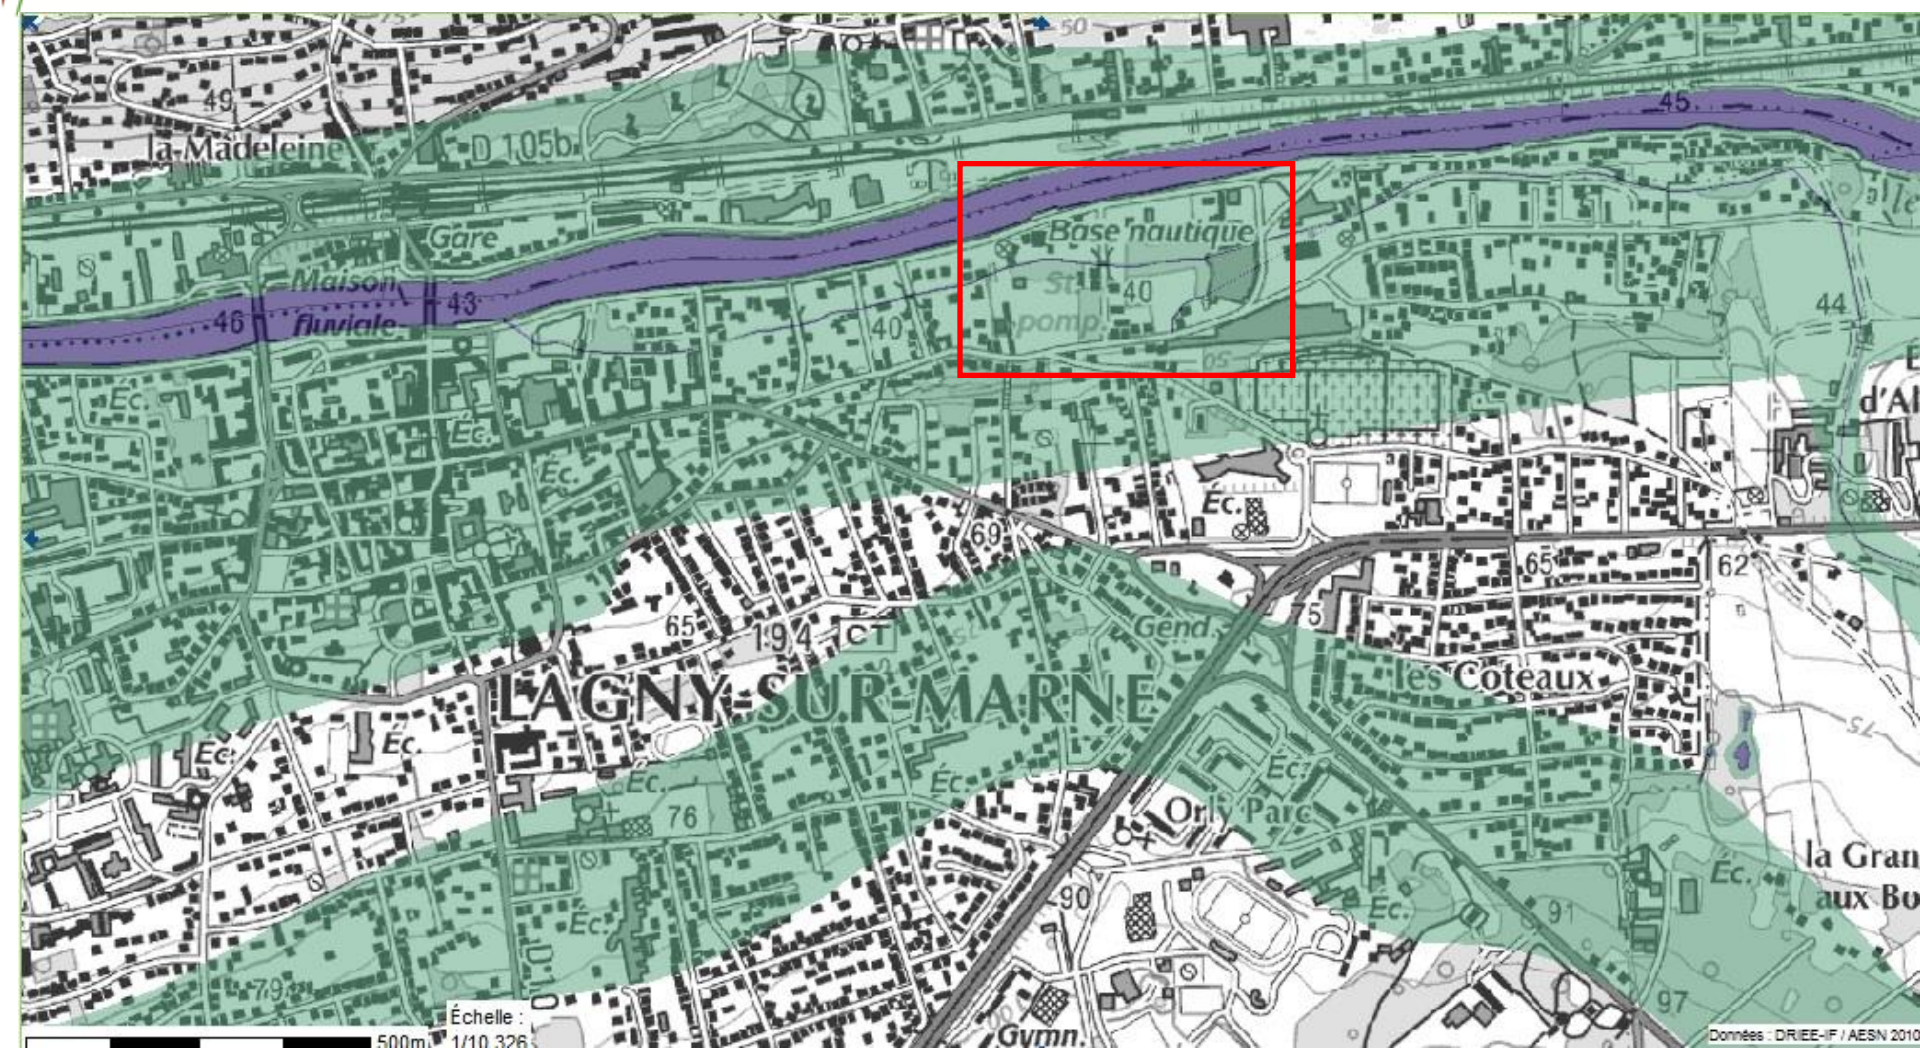 50
49
45
la-Madeleine
D 105b
Gare
Base nautique
Maison
fluviale
46
43
St.
pomp.
40
40
44
50
Éc.
Éc.
Éc.
d'Al
Éc.
69
65
62
65
194
CT
Gend.
75
LAGNY-SUR-MARNE
les Coteaux
75
Éc.
Éc.
Éc.
76
Éc.
Éc.
Orly Parc
la Gran
aux Bo
Éc.
90
Éc.
Éc.
91
79
97
Échelle :
1/10 326
500m
Gymn.
Données : DRIEE-IF / AESN 2010